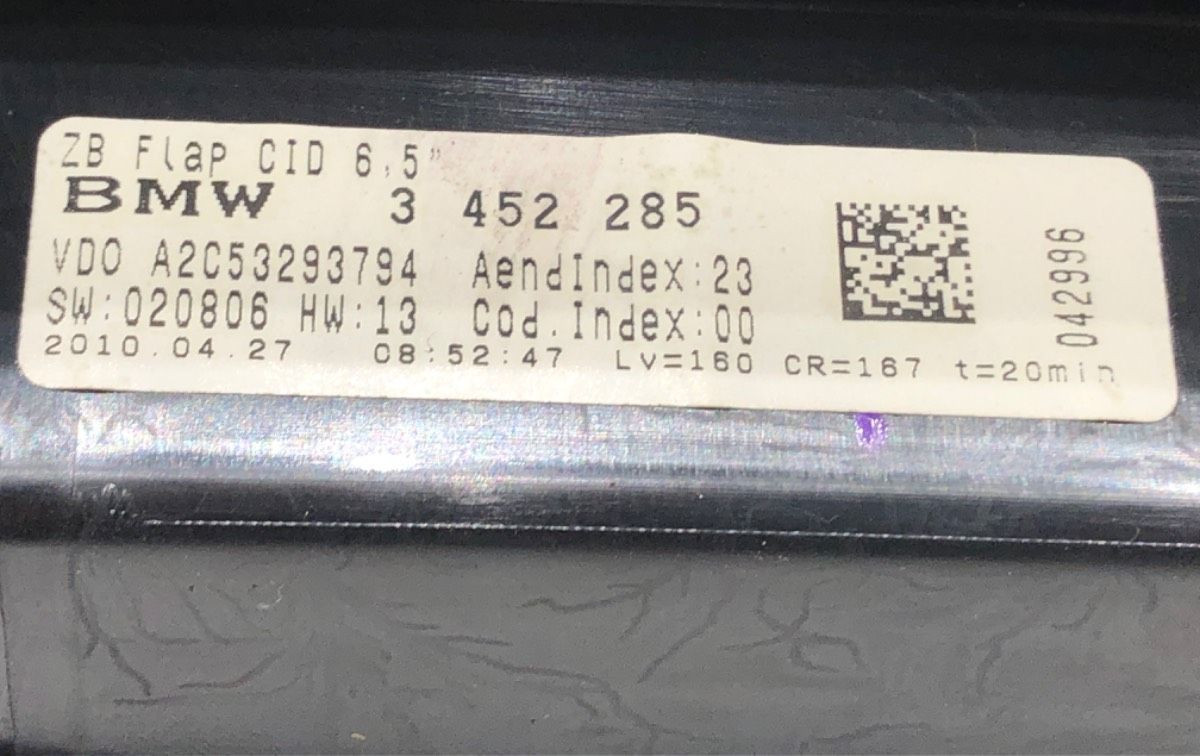 ZB Flap CID 6,5"
BMW 3 452 285
VDO A2C53293794 AendIndex:23
SW:020806 HW:13 Cod.Index:00
2010.04.27 08:52:47 Lv=160 CR=167 t=20min
042996